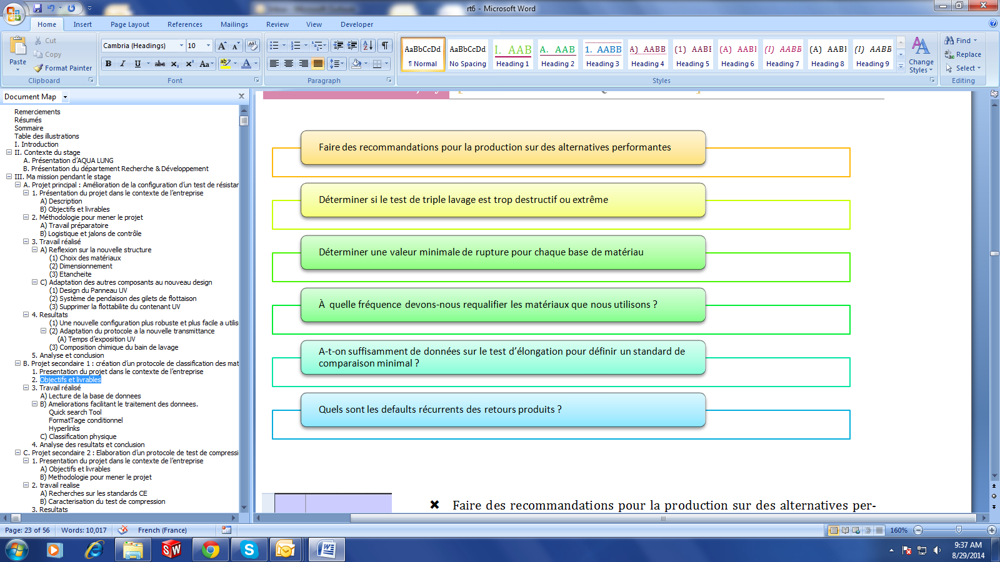 rt6 - Microsoft Word
Home Insert Page Layout References Mailings Review View Developer
Paste
Cut
Copy
Format Painter
Clipboard
Cambria (Headings) 10
B I U abc x₂ x² Aa
Font
Paragraph
AaBbCcDd AaBbCcDd I. AAB A. AAB 1. AABB A) AABB (1) AABE (A) AABI (I) AABB (A) AABI (I) AABB
¶ Normal No Spacing Heading 1 Heading 2 Heading 3 Heading 4 Heading 5 Heading 6 Heading 7 Heading 8 Heading 9
Change Styles
Styles
Find
Replace
Select
Editing
Document Map
Remerciements
Résumés
Sommaire
Table des illustrations
I. Introduction
II. Contexte du stage
A. Présentation d'AQUA LUNG
B. Présentation du département Recherche & Développement
III. Ma mission pendant le stage
A. Projet principal : Amélioration de la configuration d'un test de résistan
1. Présentation du projet dans le contexte de l'entreprise
A) Description
B) Objectifs et livrables
2. Méthodologie pour mener le projet
A) Travail préparatoire
B) Logistique et jalons de contrôle
3. Travail réalisé
A) Reflexion sur la nouvelle structure
(1) Choix des matériaux
(2) Dimensionnement
(3) Etancheite
C) Adaptation des autres composants au nouveau design
(1) Design du Panneau UV
(2) Système de pendaison des gilets de flottaison
(3) Supprimer la flottabilite du contenant UV
4. Resultats
(1) Une nouvelle configuration plus robuste et plus facile a utilis
(2) Adaptation du protocole a la nouvelle transmittance
(A) Temps d'exposition UV
(3) Composition chimique du bain de lavage
5. Analyse et conclusion
B. Projet secondaire 1 : création d'un protocole de classification des mat
1. Presentation du projet dans le contexte de l'entreprise
2. Objectifs et livrables
3. Travail réalisé
A) Lecture de la base de donnees
B) Ameliorations facilitant le traitement des donnees.
Quick search Tool
FormatTage conditionnel
Hyperlinks
C) Classification physique
4. Analyse des resultats et conclusion
C. Projet secondaire 2 : Elaboration d'un protocole de test de compressi
1. Presentation du projet dans le contexte de l'entreprise
A) Objectifs et livrables
B) Methodologie pour mener le projet
2. travail realise
A) Recherches sur les standards CE
B) Caracterisation du test de compression
3. Resultats
Faire des recommandations pour la production sur des alternatives performantes
Déterminer si le test de triple lavage est trop destructif ou extrême
Déterminer une valeur minimale de rupture pour chaque base de matériau
À quelle fréquence devons-nous requalifier les matériaux que nous utilisons ?
A-t-on suffisamment de données sur le test d'élongation pour définir un standard de
comparaison minimal ?
Quels sont les defaults récurrents des retours produits ?
✖ Faire des recommandations pour la production sur des alternatives per-
Page: 23 of 56 Words: 10,017 French (France) 160%
9:37 AM
8/29/2014